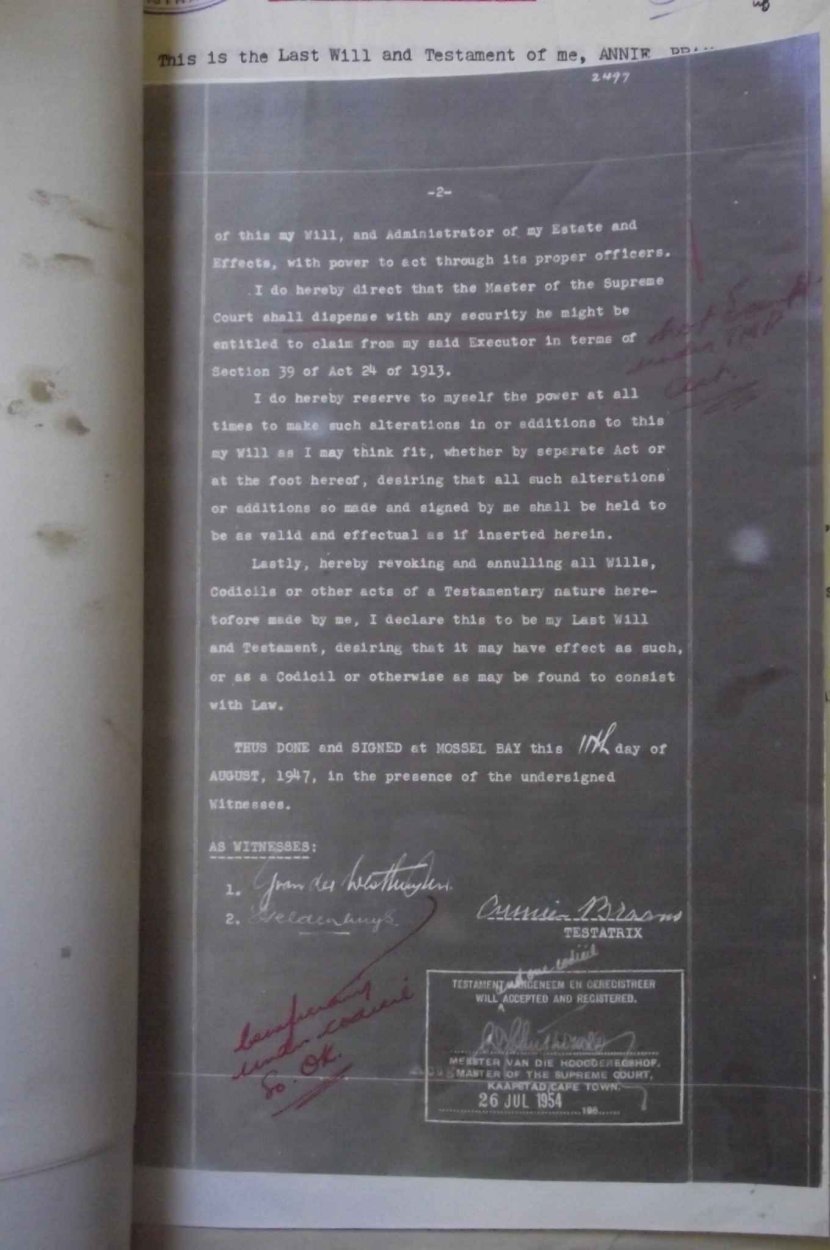 This is the Last Will and Testament of me, ANNIE
2497
-2-
of this my Will, and Administrator of my Estate and
Effects, with power to act through its proper officers.
I do hereby direct that the Master of the Supreme
Court shall dispense with any security he might be
entitled to claim from my said Executor in terms of
Section 39 of Act 24 of 1913.
I do hereby reserve to myself the power at all
times to make such alterations in or additions to this
my Will as I may think fit, whether by separate Act or
at the foot hereof, desiring that all such alterations
or additions so made and signed by me shall be held to
be as valid and effectual as if inserted herein.
Lastly, hereby revoking and annulling all Wills,
Codicils or other acts of a Testamentary nature here-
tofore made by me, I declare this to be my Last Will
and Testament, desiring that it may have effect as such,
or as a Codicil or otherwise as may be found to consist
with Law.
THUS DONE and SIGNED at MOSSEL BAY this 11th day of
AUGUST, 1947, in the presence of the undersigned
Witnesses.
AS WITNESSES:
1.
2.
TESTATRIX
and one codicil
TESTAMENT AANGENEEM EN GEREGISTREER
WILL ACCEPTED AND REGISTERED.
MEESTER VAN DIE HOOGGEREGSHOF,
MASTER OF THE SUPREME COURT,
KAAPSTAD/CAPE TOWN.
26 JUL 1954
under codicil
So. OK.